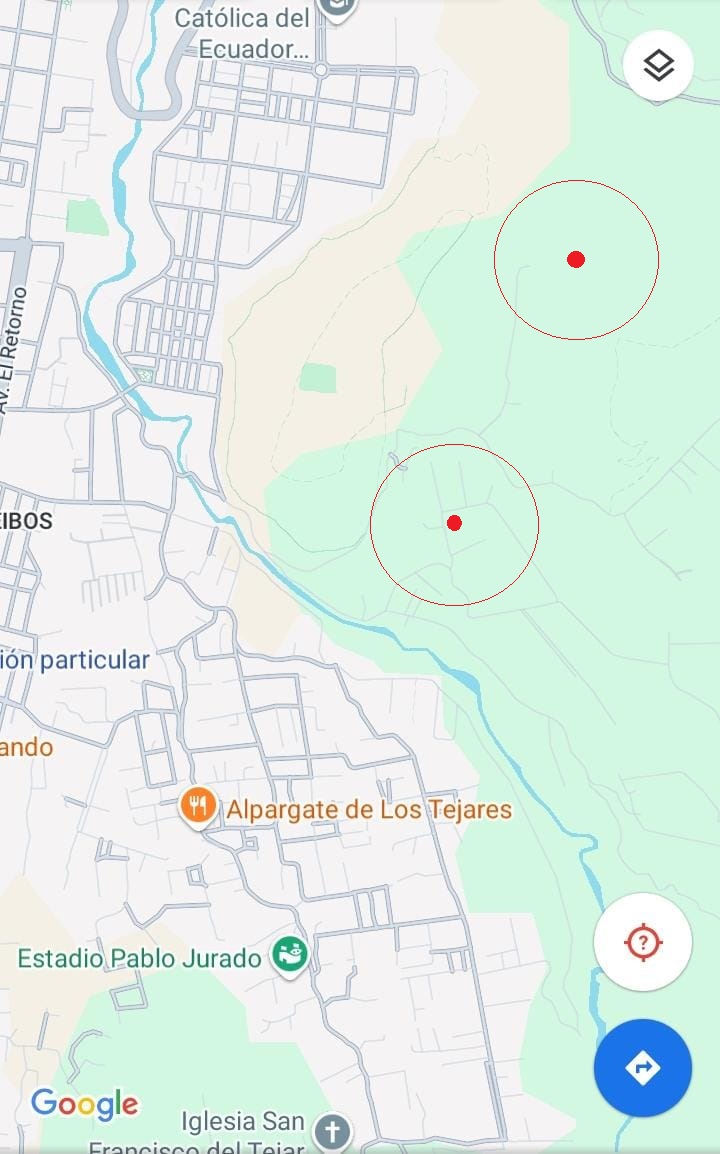 Católica del
Ecuador...
Av. El Retorno
EIBOS
ión particular
ando
Alpargate de Los Tejares
Estadio Pablo Jurado
?
Google
Iglesia San
Francisco del Tejar